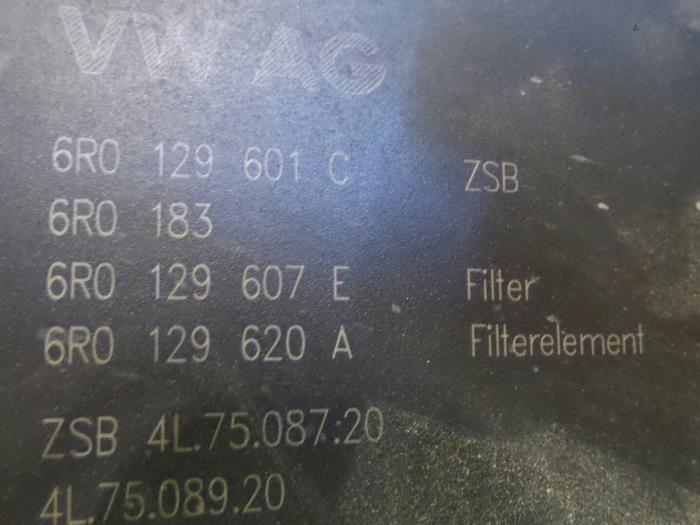 VW AG
6R0 129 601 C ZSB
6R0 183
6R0 129 607 E Filter
6R0 129 620 A Filterelement
ZSB 4L.75.087.20
4L.75.089.20